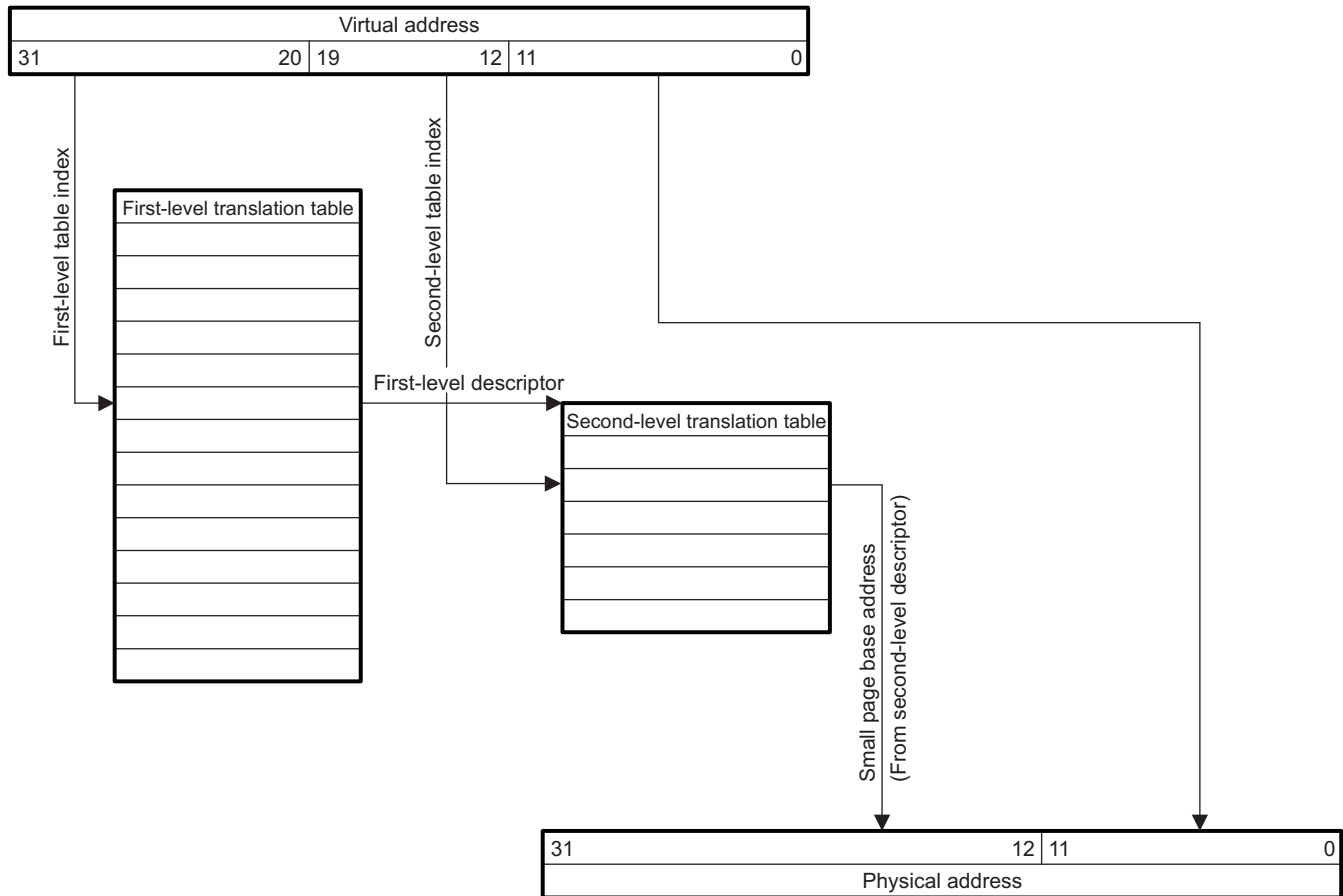 Virtual address
31 20 19 12 11 0
First-level table index
Second-level table index
First-level translation table
First-level descriptor
Second-level translation table
Small page base address
(From second-level descriptor)
31 12 11 0
Physical address